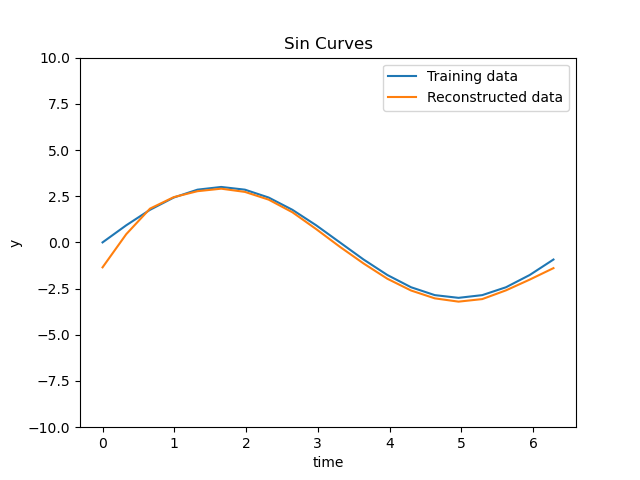 Sin Curves
Training data
Reconstructed data
10.0
7.5
5.0
2.5
0.0
−2.5
−5.0
−7.5
−10.0
y
0 1 2 3 4 5 6
time